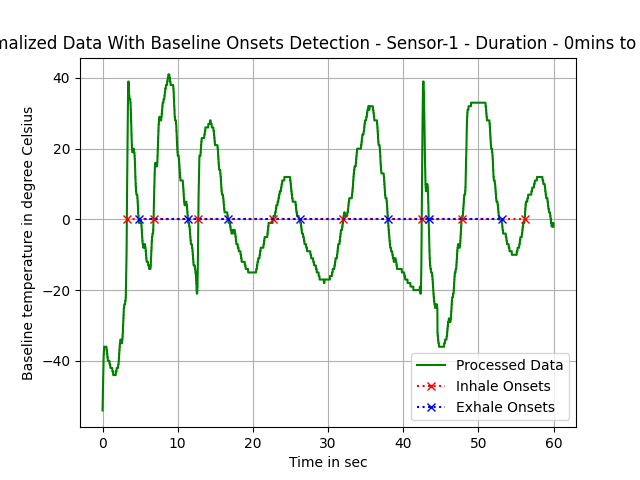 malized Data With Baseline Onsets Detection - Sensor-1 - Duration - 0mins to
Baseline temperature in degree Celsius
40
20
0
−20
−40
Processed Data
Inhale Onsets
Exhale Onsets
0 10 20 30 40 50 60
Time in sec